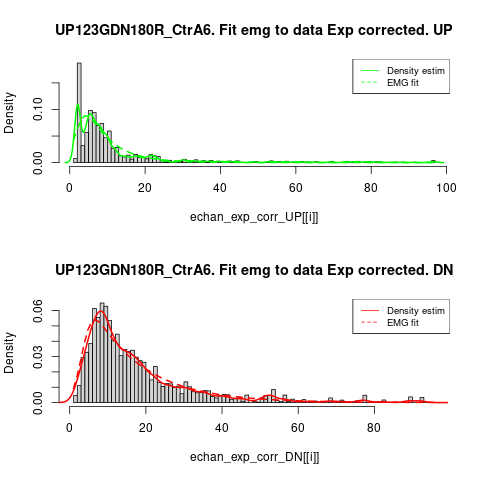 UP123GDN180R_CtrA6. Fit emg to data Exp corrected. UP
Density
0.00
0.10
Density estim
EMG fit
0 20 40 60 80 100
echan_exp_corr_UP[[i]]
UP123GDN180R_CtrA6. Fit emg to data Exp corrected. DN
Density
0.00
0.03
0.06
Density estim
EMG fit
0 20 40 60 80
echan_exp_corr_DN[[i]]